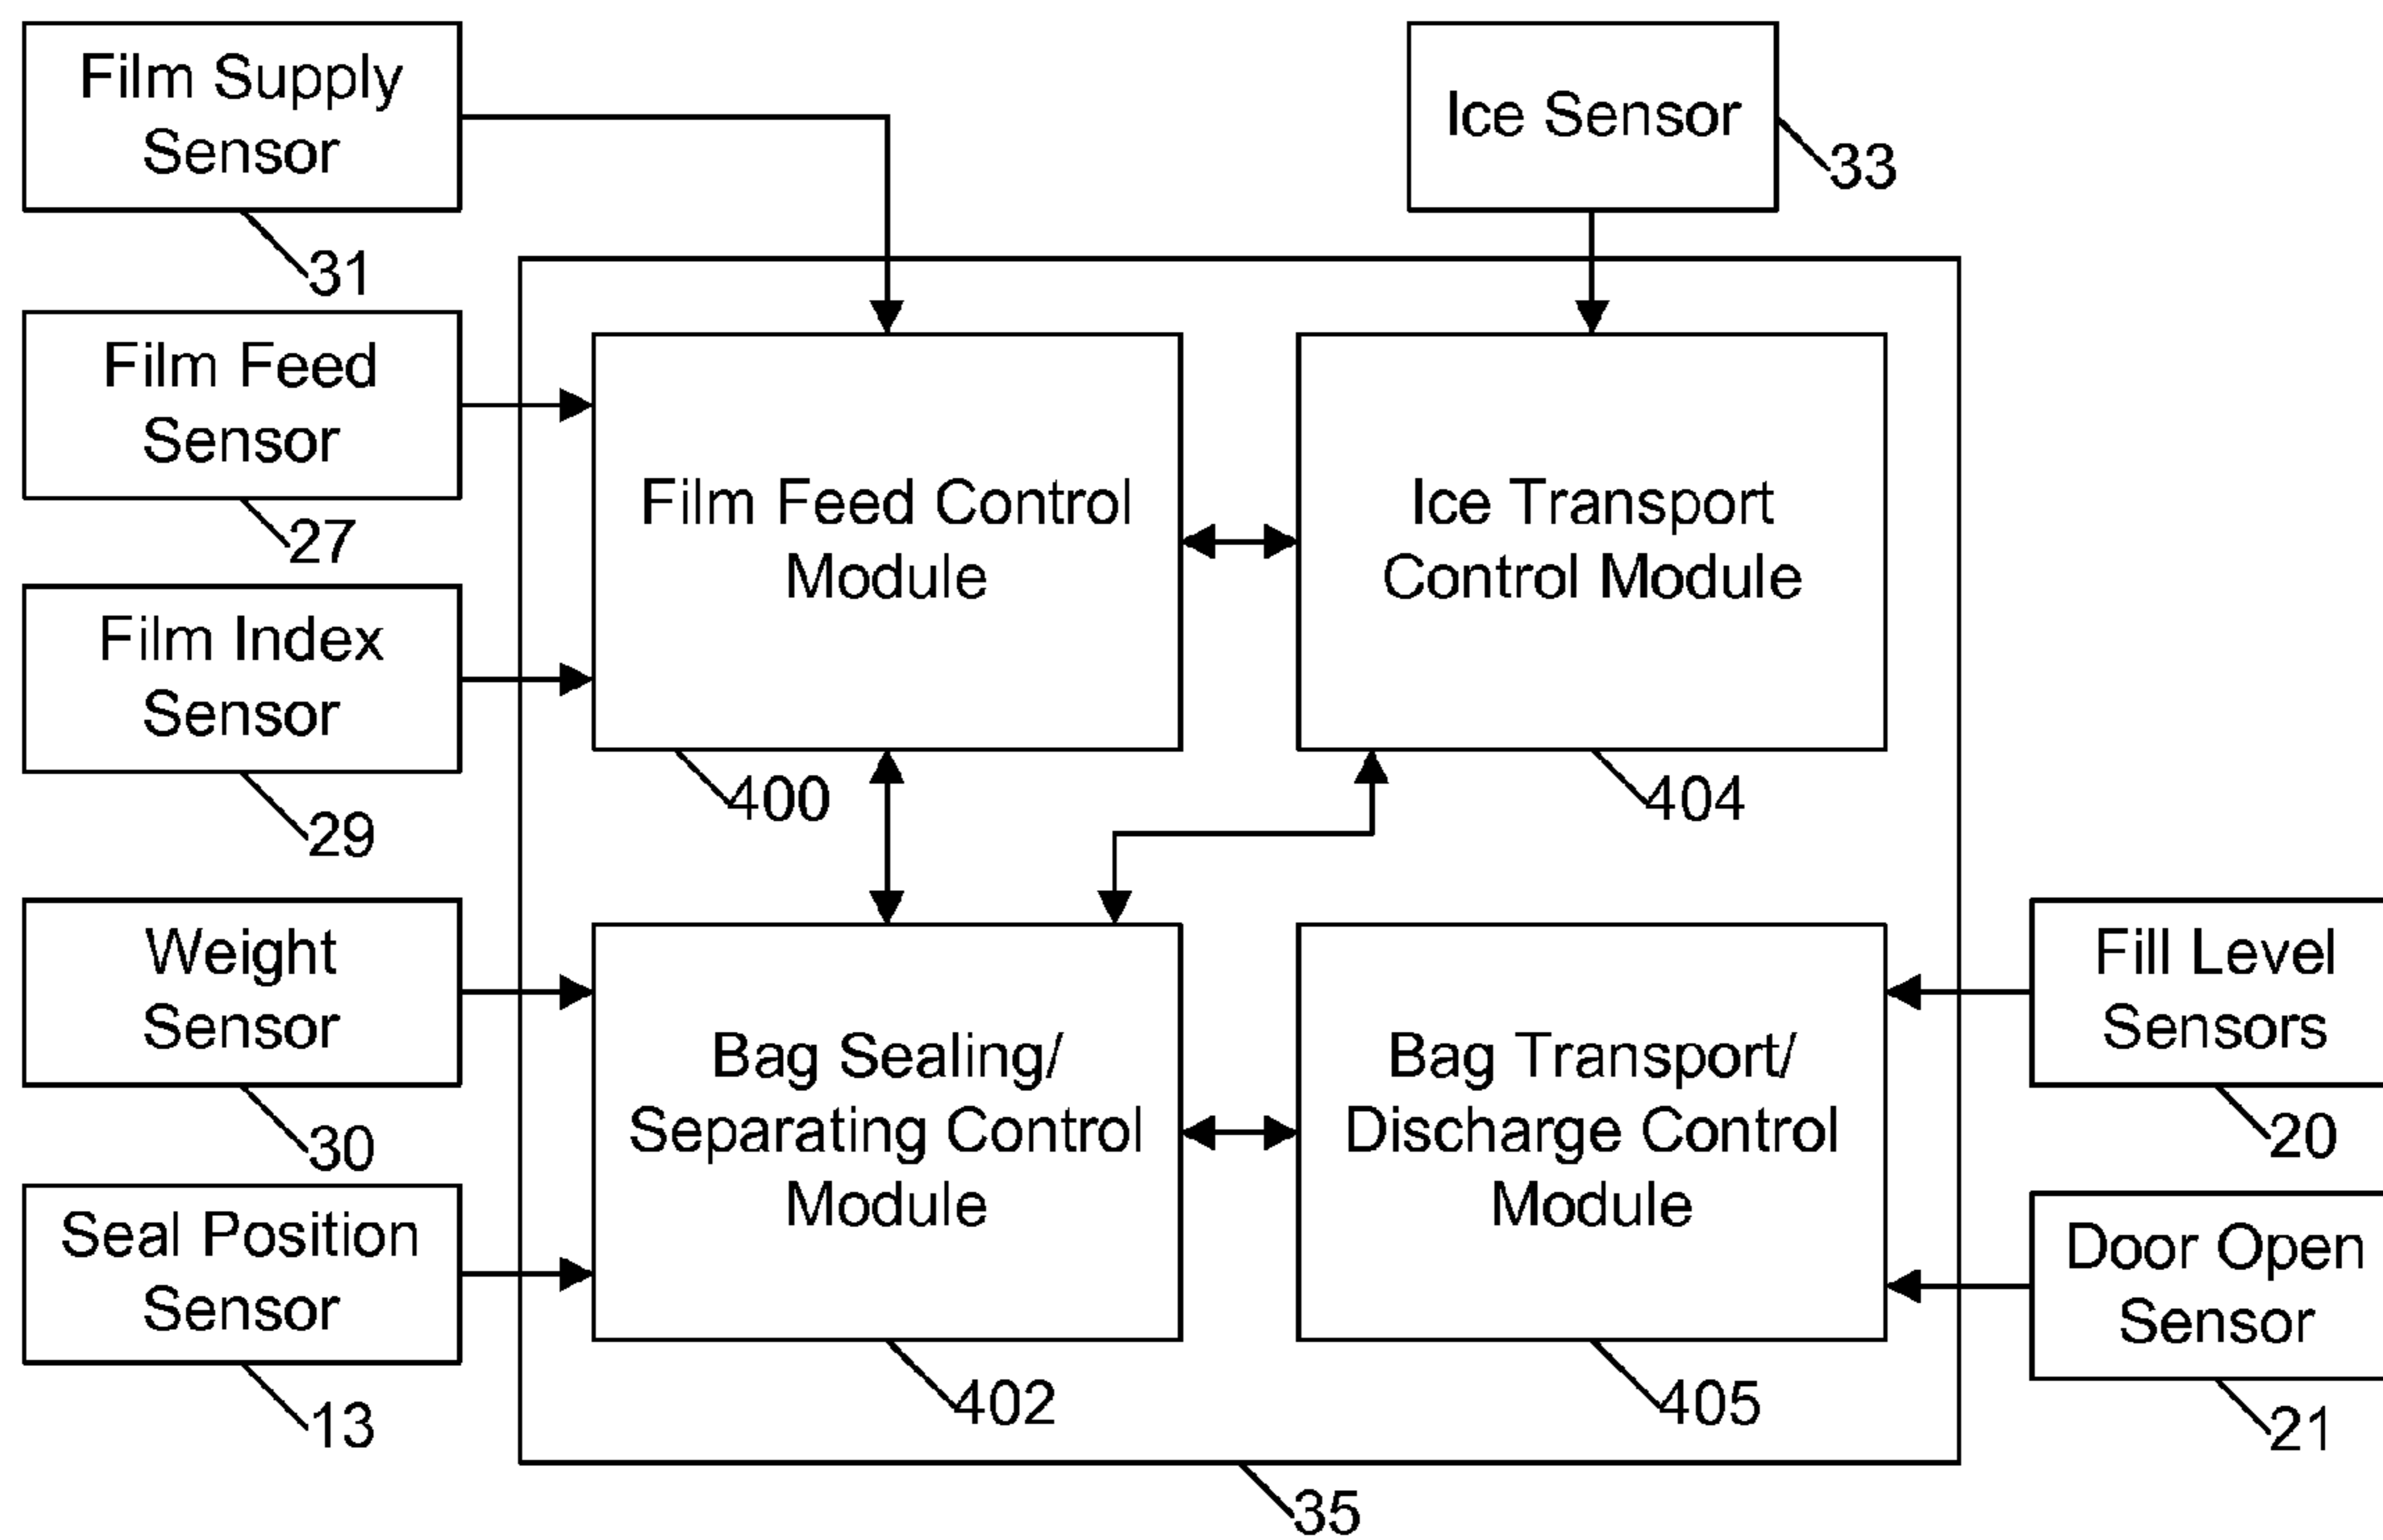 Film Supply
Sensor
31
Ice Sensor
33
Film Feed
Sensor
27
Film Index
Sensor
29
Film Feed Control
Module
400
Ice Transport
Control Module
404
Weight
Sensor
30
Seal Position
Sensor
13
Bag Sealing/
Separating Control
Module
402
Bag Transport/
Discharge Control
Module
405
Fill Level
Sensors
20
Door Open
Sensor
21
35